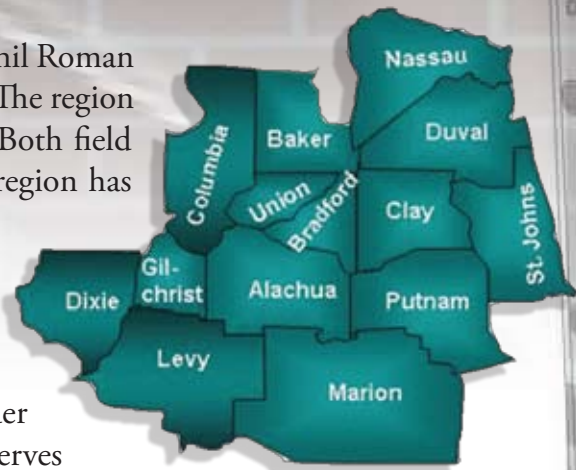 nil Roman
The region
Both field
region has
ner
erves
Nassau
Baker
Duval
Columbia
Union
Bradford
Clay
St. Johns
Gil-
christ
Dixie
Alachua
Putnam
Levy
Marion